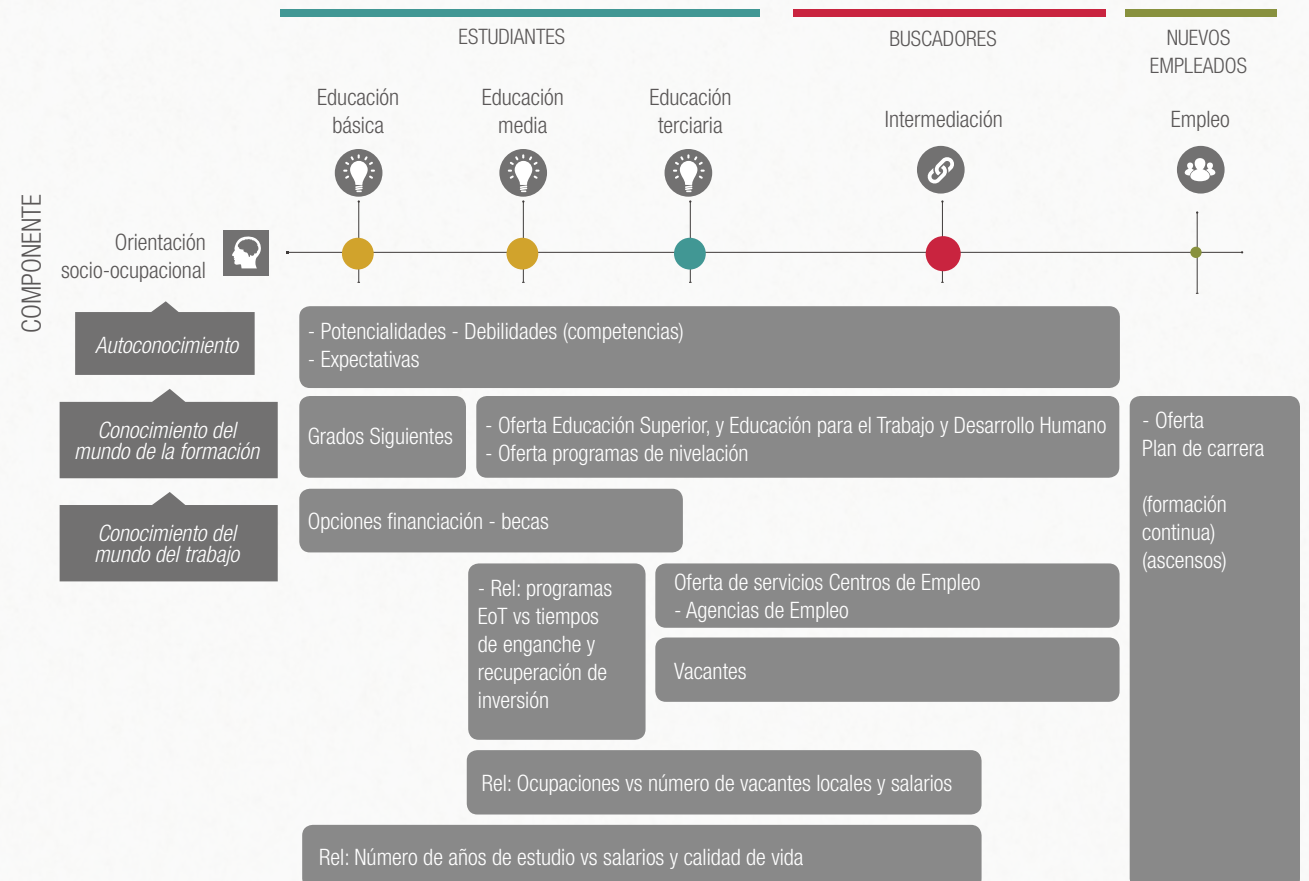 ESTUDIANTES
BUSCADORES
NUEVOS
EMPLEADOS
Educación
básica
Educación
media
Educación
terciaria
Intermediación
Empleo
COMPONENTE
Orientación
socio-ocupacional
Autoconocimiento
- Potencialidades - Debilidades (competencias)
- Expectativas
Conocimiento del
mundo de la formación
Grados Siguientes
- Oferta Educación Superior, y Educación para el Trabajo y Desarrollo Humano
- Oferta programas de nivelación
- Oferta
Plan de carrera
(formación
continua)
(ascensos)
Conocimiento del
mundo del trabajo
Opciones financiación - becas
- Rel: programas
EoT vs tiempos
de enganche y
recuperación de
inversión
Oferta de servicios Centros de Empleo
- Agencias de Empleo
Vacantes
Rel: Ocupaciones vs número de vacantes locales y salarios
Rel: Número de años de estudio vs salarios y calidad de vida